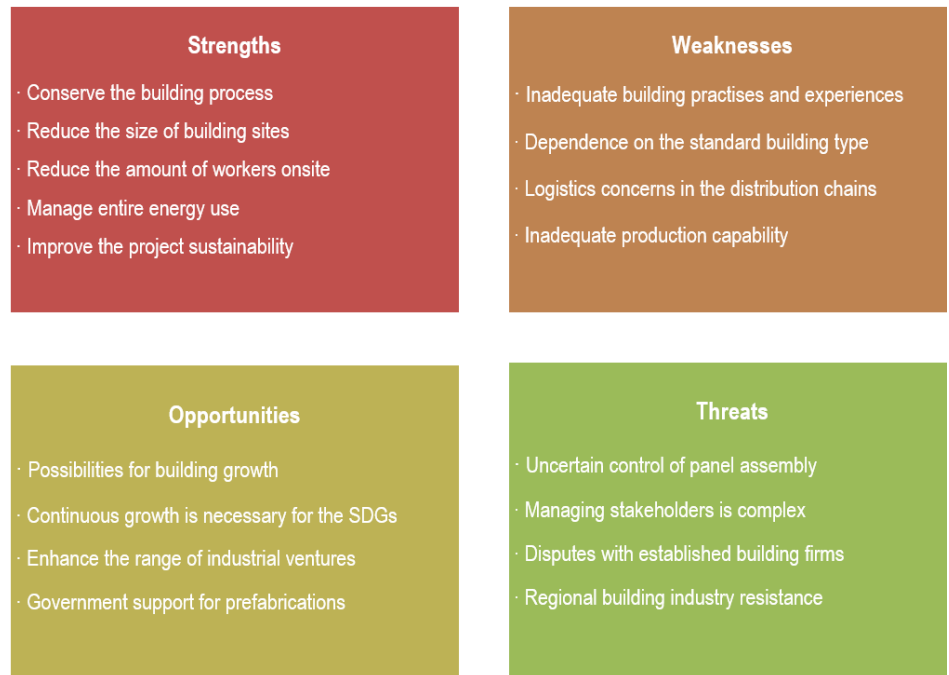 Strengths
· Conserve the building process
· Reduce the size of building sites
· Reduce the amount of workers onsite
· Manage entire energy use
· Improve the project sustainability
Weaknesses
· Inadequate building practises and experiences
· Dependence on the standard building type
· Logistics concerns in the distribution chains
· Inadequate production capability
Opportunities
· Possibilities for building growth
· Continuous growth is necessary for the SDGs
· Enhance the range of industrial ventures
· Government support for prefabrications
Threats
· Uncertain control of panel assembly
· Managing stakeholders is complex
· Disputes with established building firms
· Regional building industry resistance